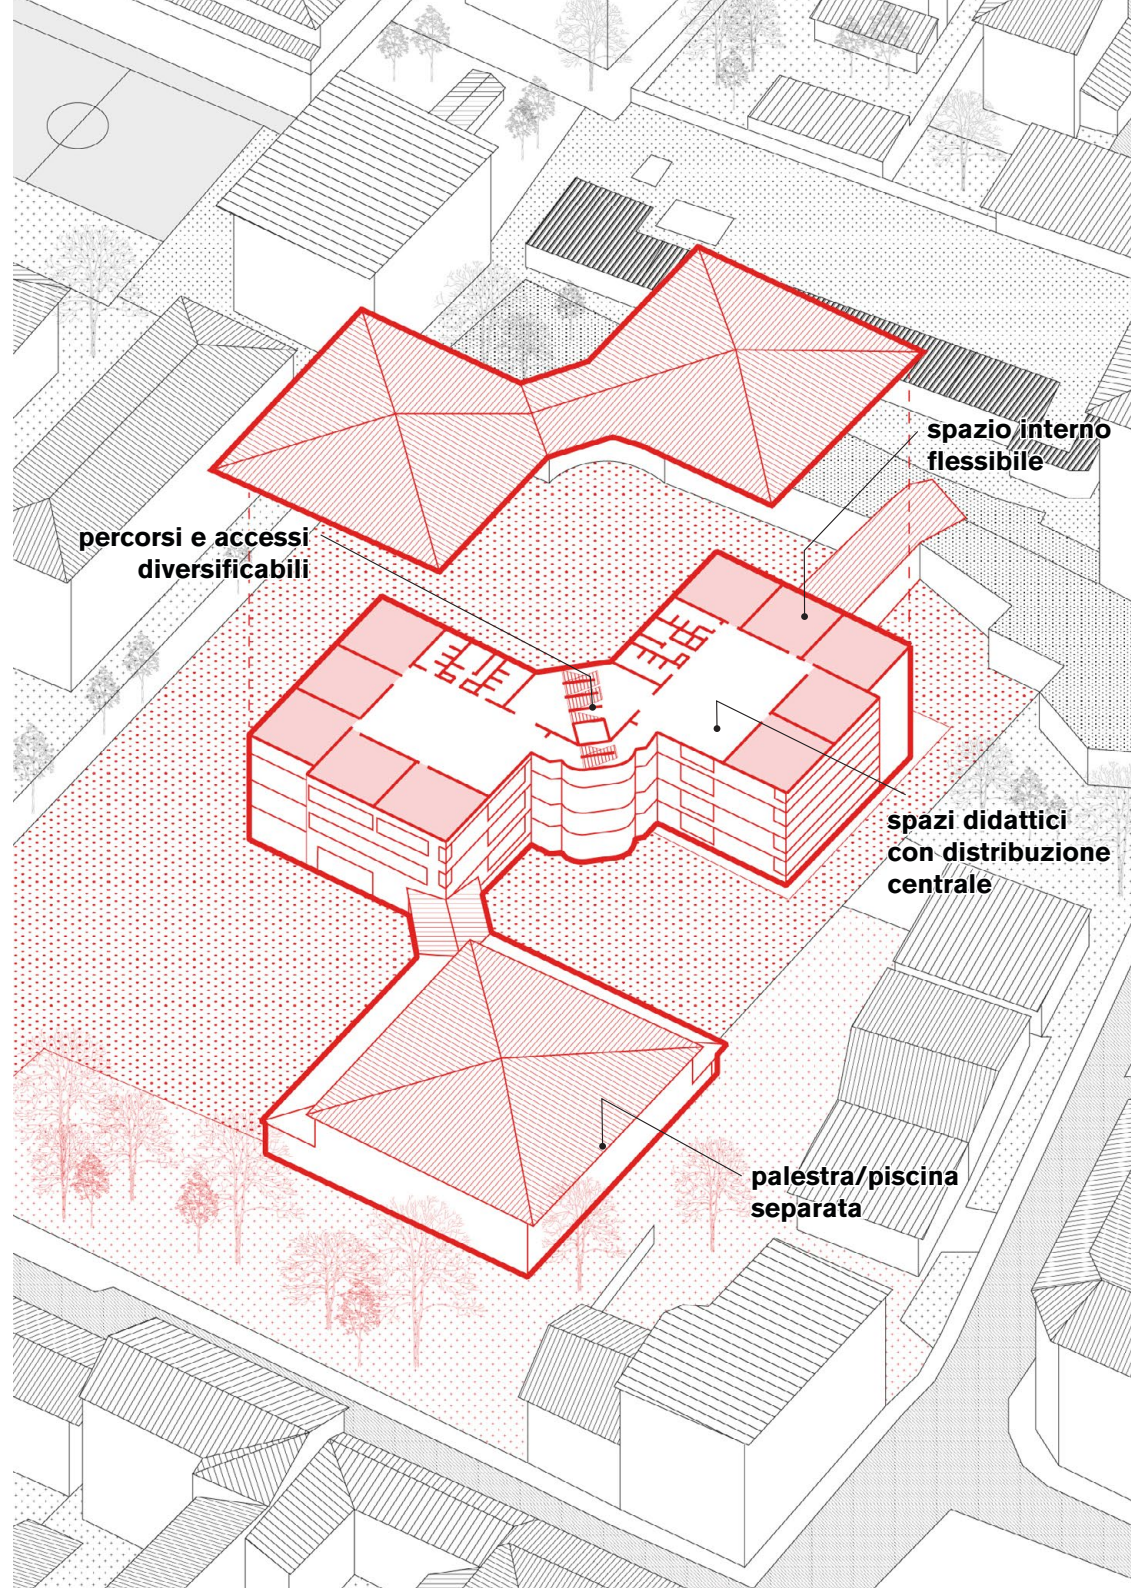 spazio interno
flessibile
percorsi e accessi
diversificabili
spazi didattici
con distribuzione
centrale
palestra/piscina
separata